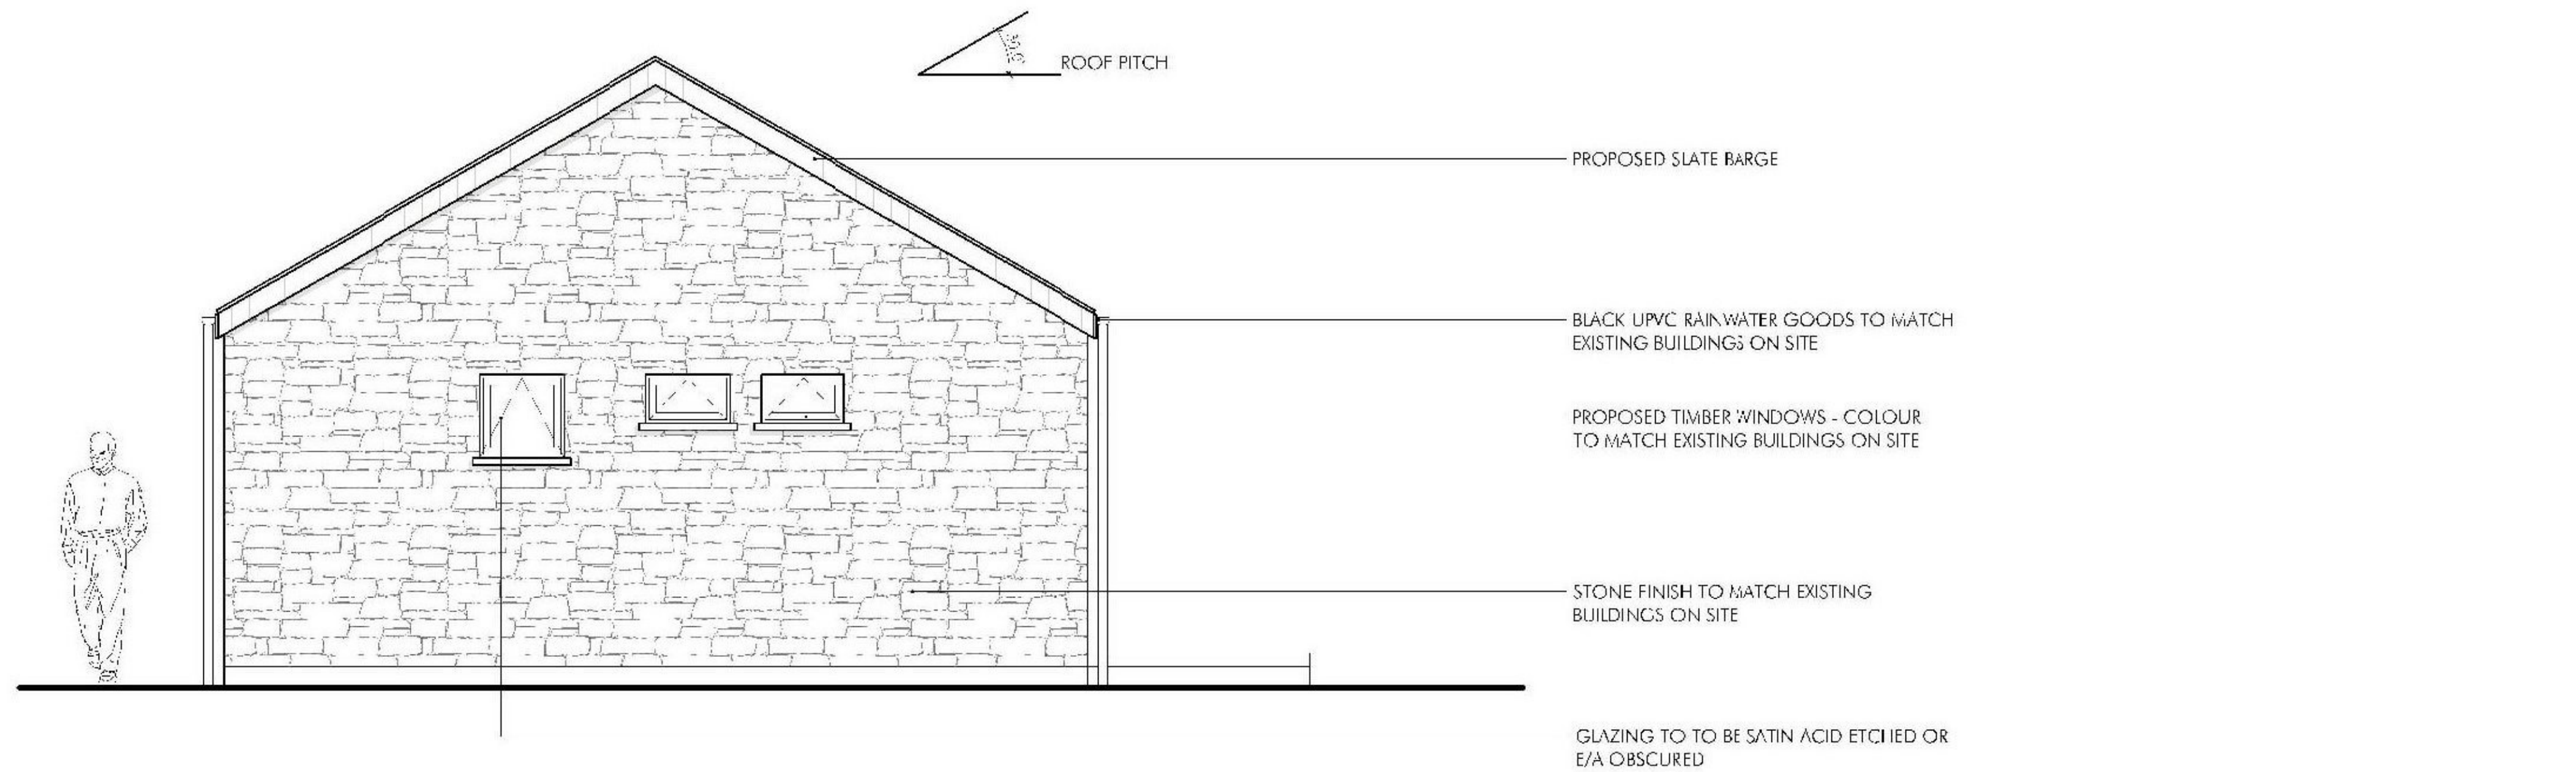 30.0°
ROOF PITCH
PROPOSED SLATE BARGE
BLACK UPVC RAINWATER GOODS TO MATCH
EXISTING BUILDINGS ON SITE
PROPOSED TIMBER WINDOWS - COLOUR
TO MATCH EXISTING BUILDINGS ON SITE
STONE FINISH TO MATCH EXISTING
BUILDINGS ON SITE
GLAZING TO TO BE SATIN ACID ETCHED OR
E/A OBSCURED